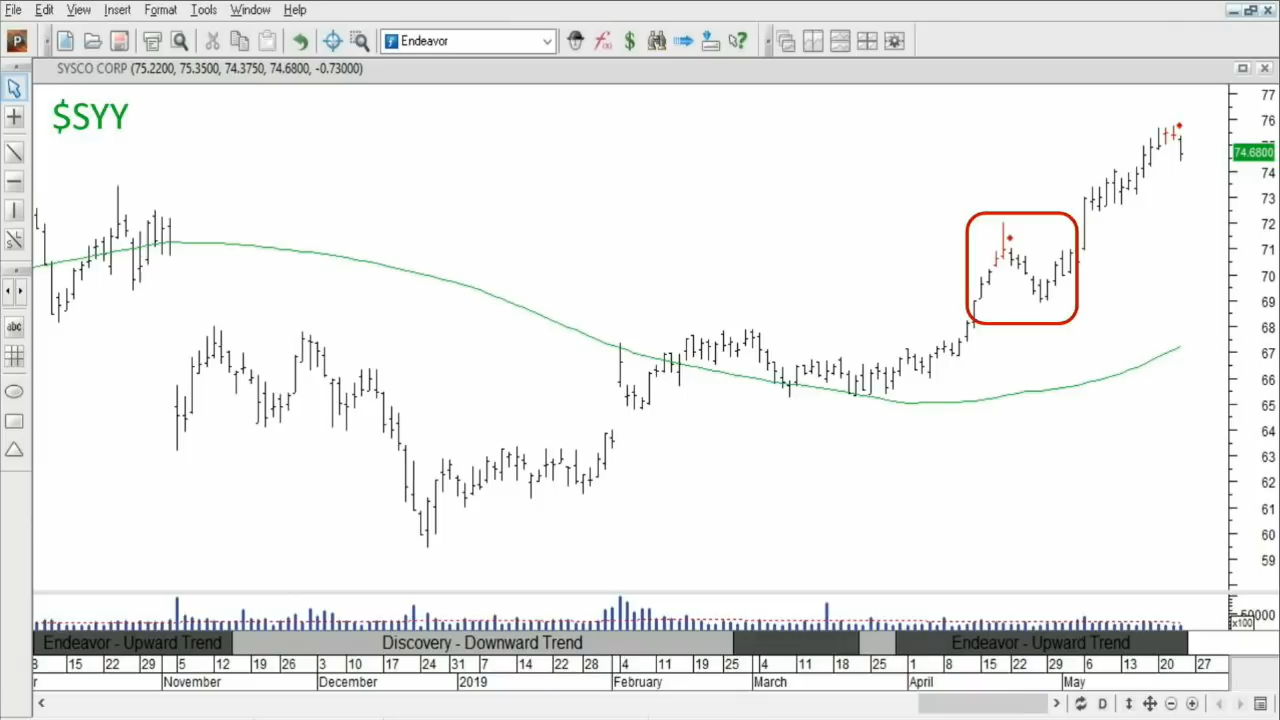 File Edit View Insert Format Tools Window Help
P
Endeavor
SYSCO CORP (75.2200, 75.3500, 74.3750, 74.6800, -0.73000)
$SYY
abc
77
76
74.6800
74
73
72
71
70
69
68
67
66
65
64
63
62
61
60
59
50000
x100
Endeavor - Upward Trend Discovery - Downward Trend Endeavor - Upward Trend
8 15 22 29 5 12 19 26 3 10 17 24 31 7 14 22 28 4 11 19 25 4 11 18 25 1 8 15 22 29 6 13 20 27
r November December 2019 February March April May
D